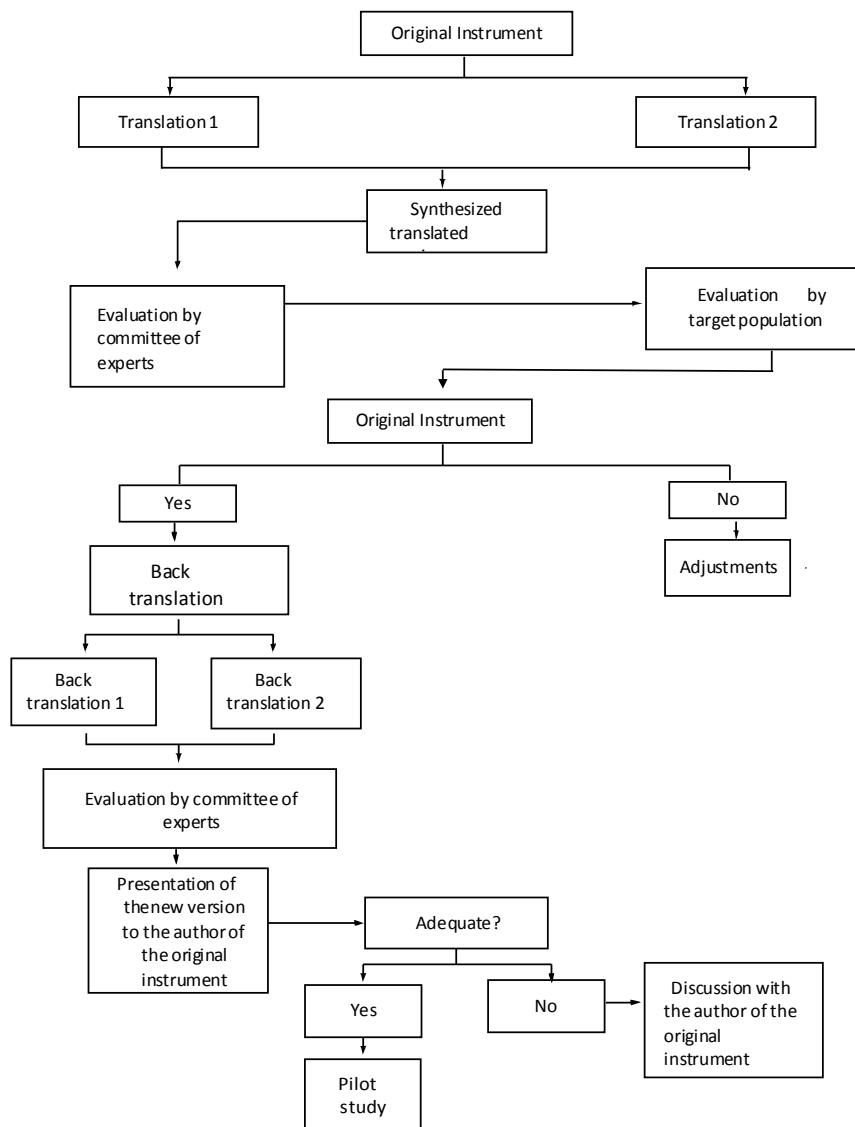 Original Instrument
Translation 1
Translation 2
Synthesized
translated
Evaluation by
committee of
experts
Evaluation by
target population
Original Instrument
Yes
No
Back
translation
Adjustments
Back
translation 1
Back
translation 2
Evaluation by committee of
experts
Presentation of
thenew version
to the author of
the original
instrument
Adequate?
Yes
No
Discussion with
the author of the
original
instrument
Pilot
study